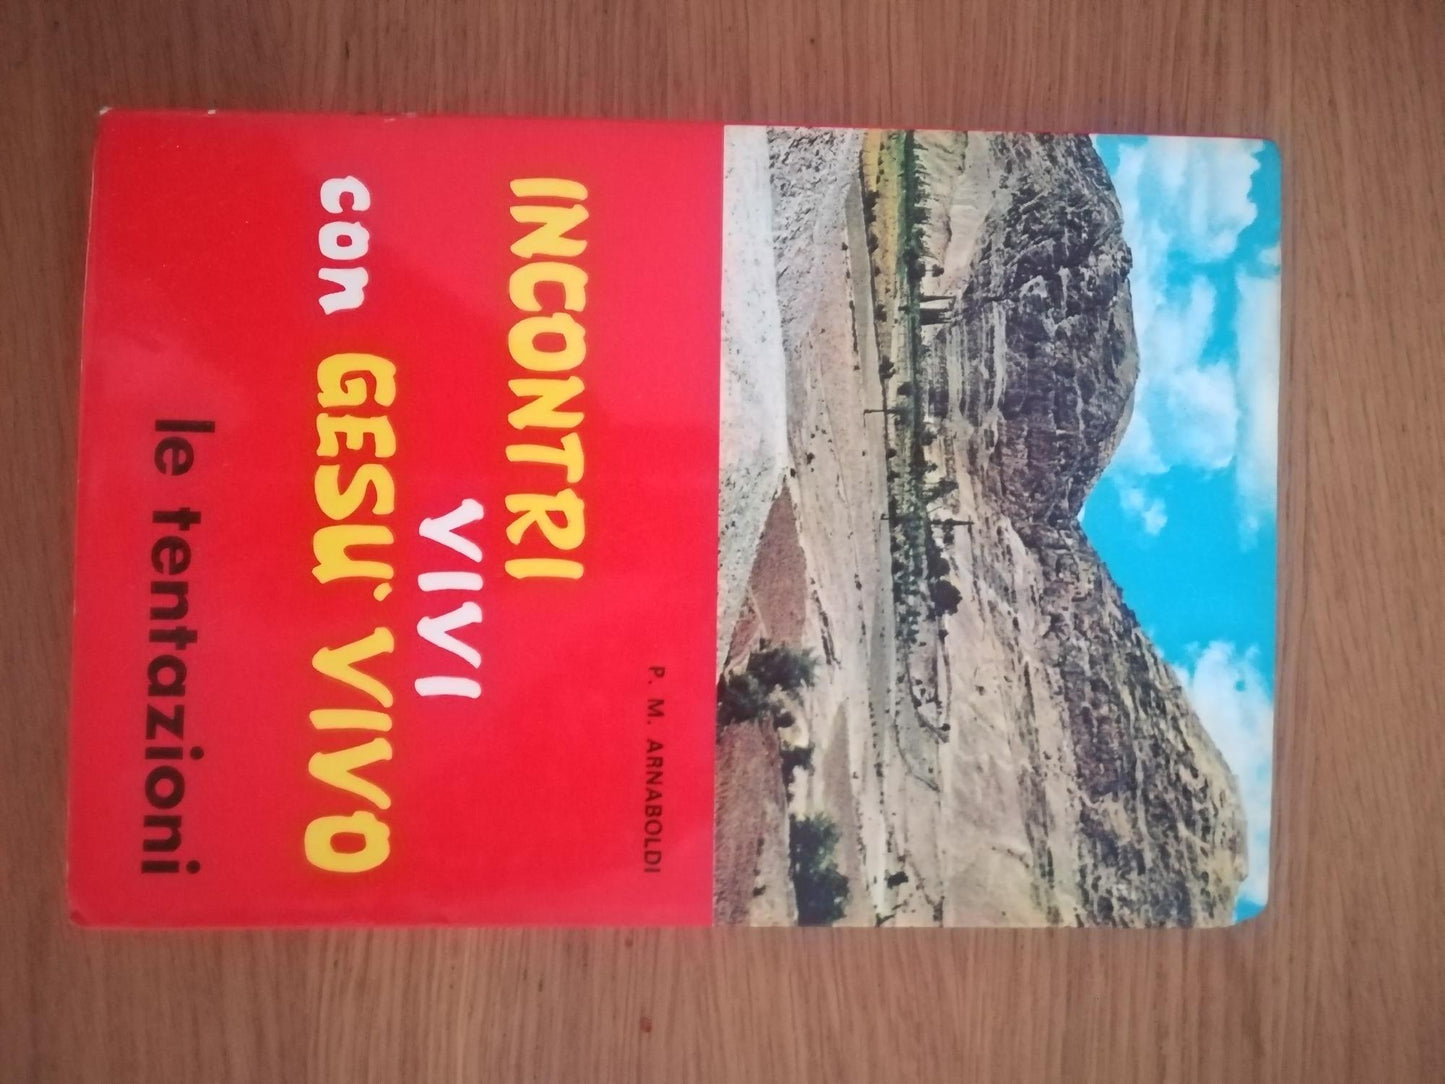 P. M. ARNABOLDI
INCONTRI
VIVI
con GESU' VIVO
le tentazioni